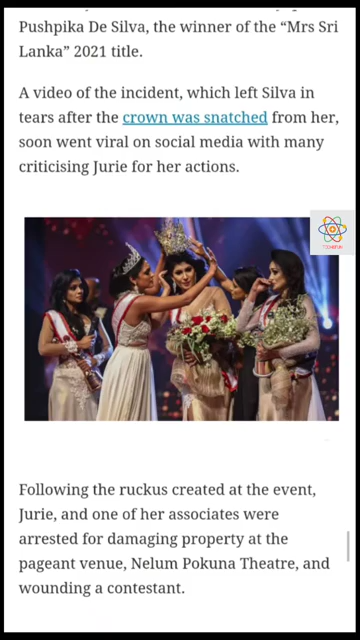 Pushpika De Silva, the winner of the “Mrs Sri
Lanka” 2021 title.
A video of the incident, which left Silva in
tears after the crown was snatched from her,
soon went viral on social media with many
criticising Jurie for her actions.
Following the ruckus created at the event,
Jurie, and one of her associates were
arrested for damaging property at the
pageant venue, Nelum Pokuna Theatre, and
wounding a contestant.